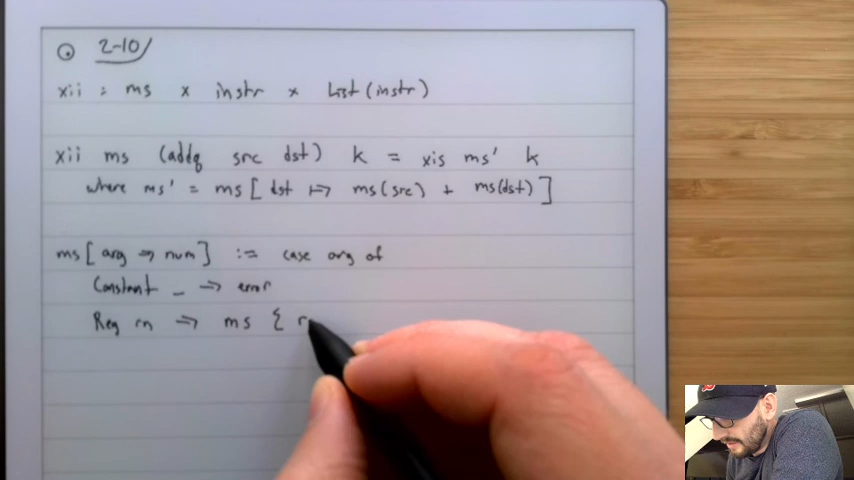 2-10
xii = ms x instr x List(instr)
xii ms (addq src dst) k = xis ms' k
where ms' = ms[dst ↦ ms(src) + ms(dst)]
ms[arg → num] := case arg of
Constant _ => error
Reg rn => ms { r